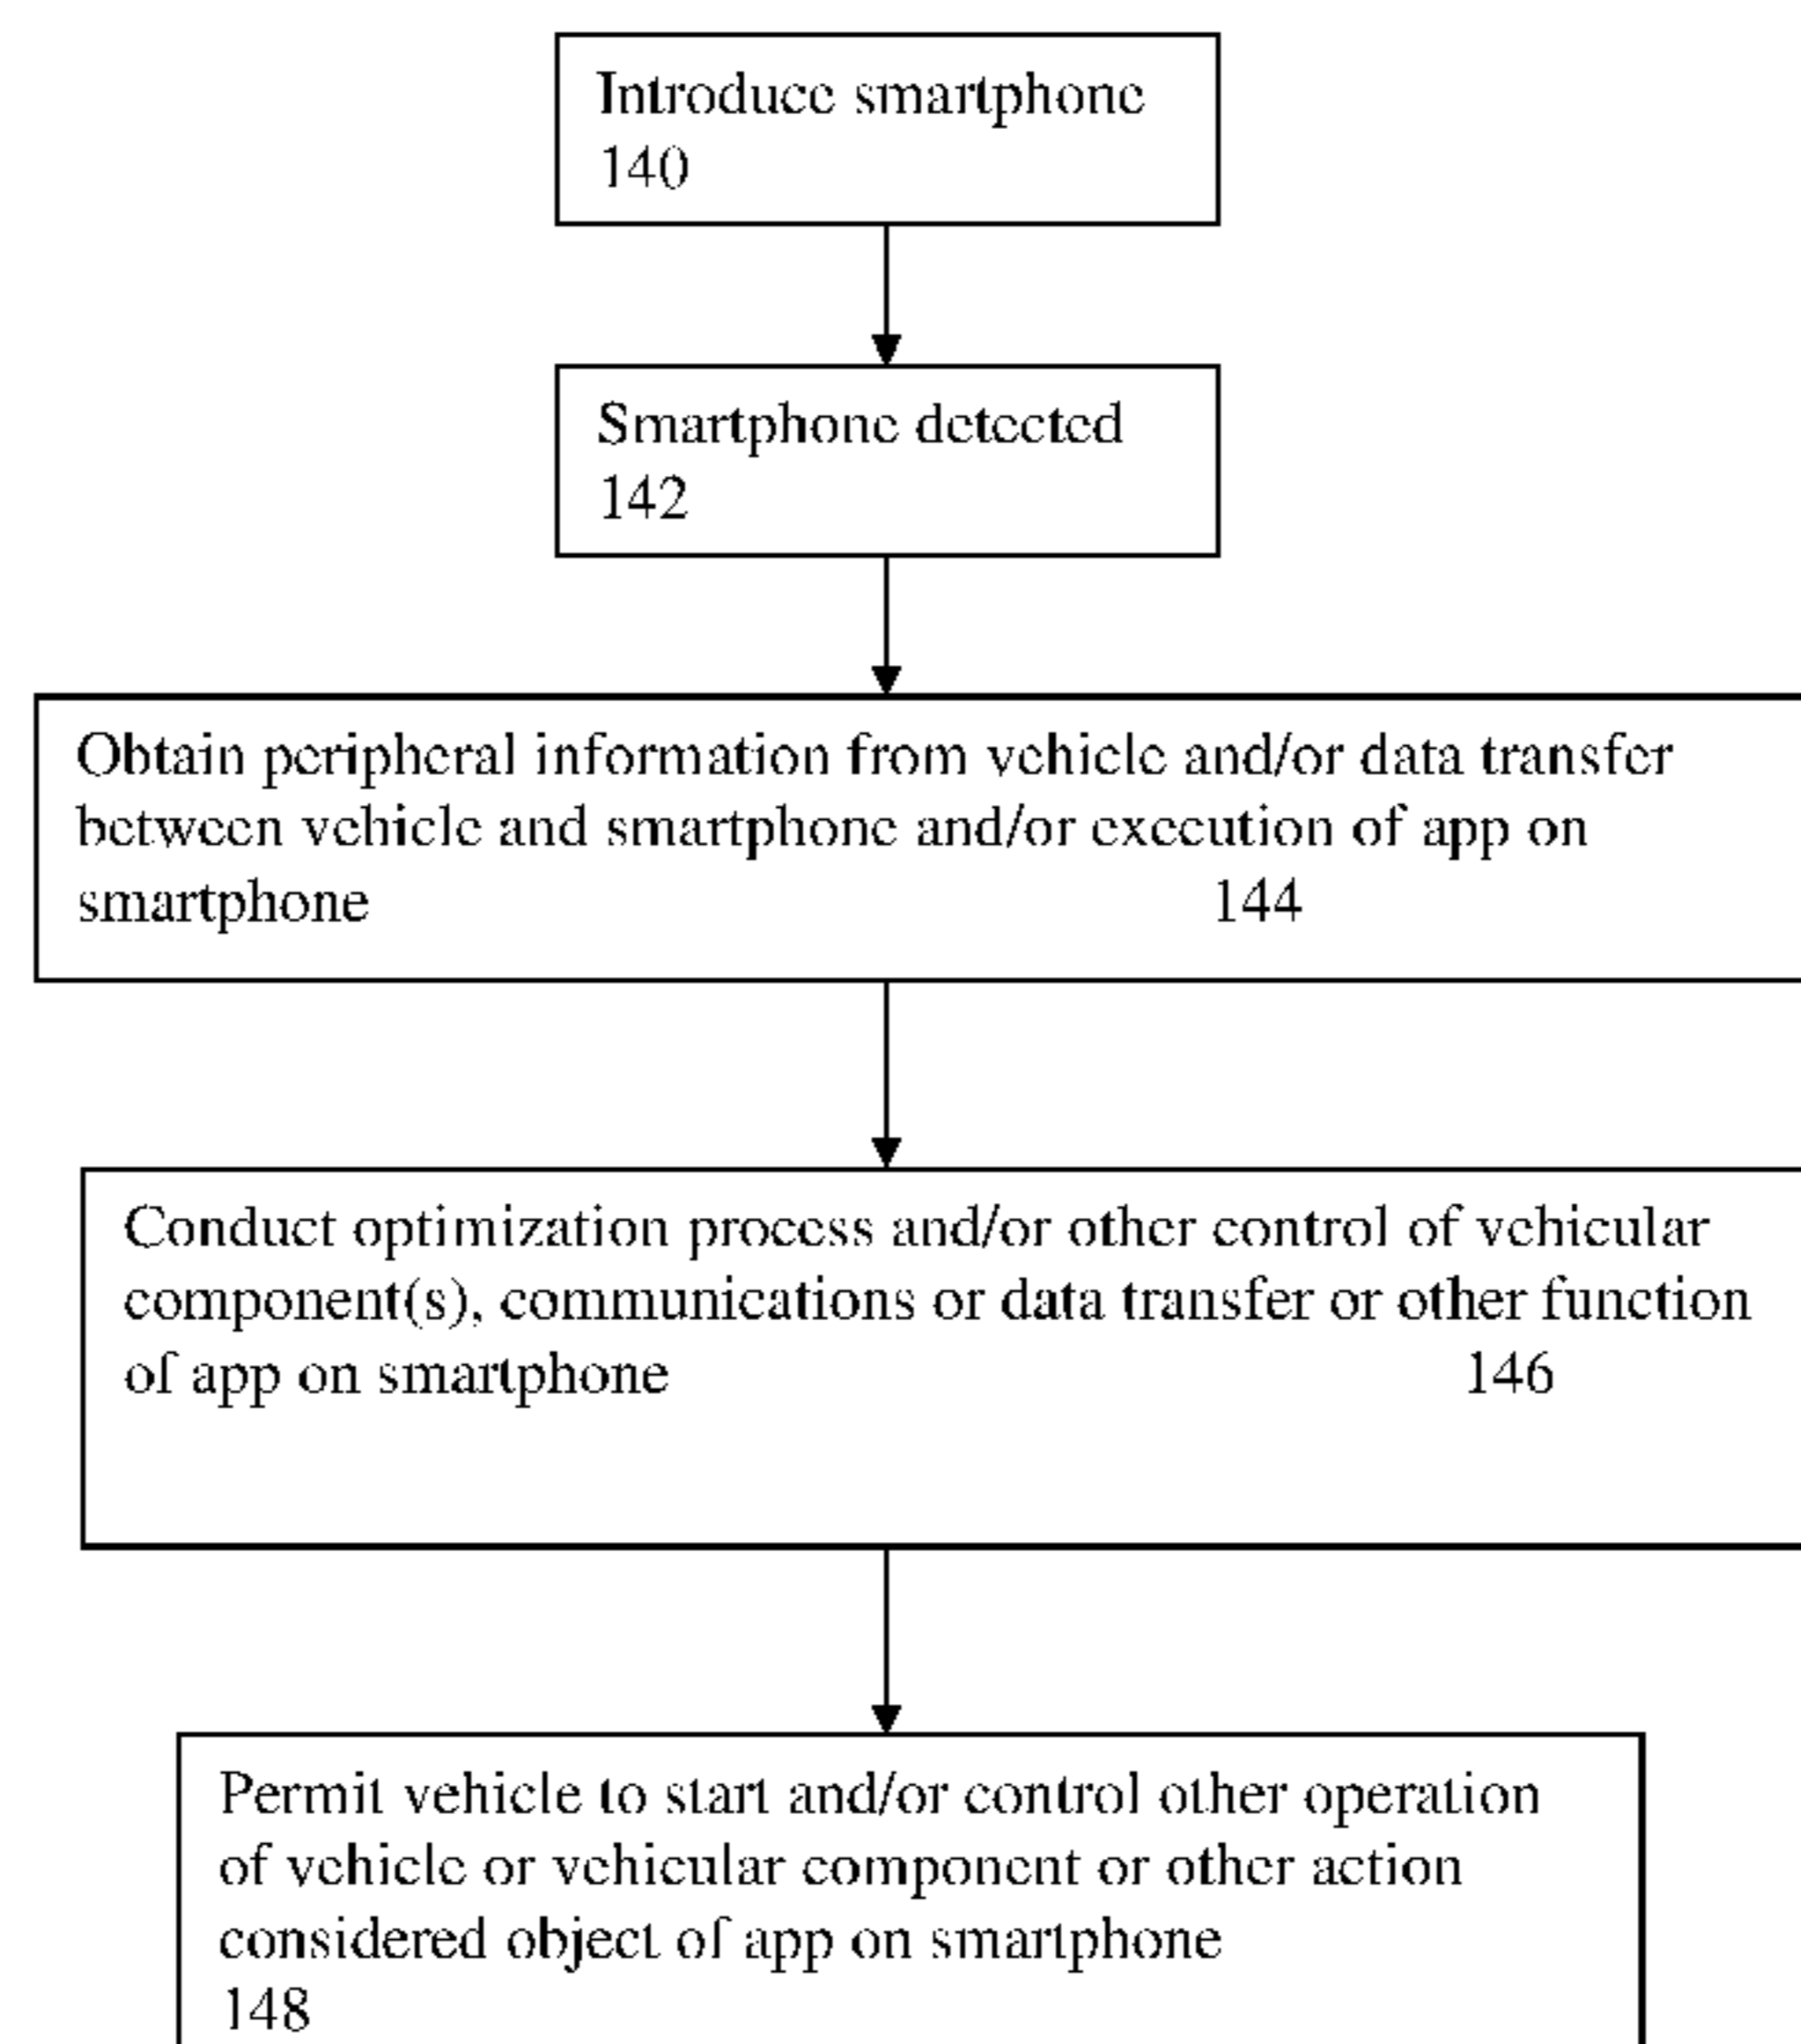 Introduce smartphone
140
Smartphone detected
142
Obtain peripheral information from vehicle and/or data transfer
between vehicle and smartphone and/or execution of app on
smartphone 144
Conduct optimization process and/or other control of vehicular
component(s), communications or data transfer or other function
of app on smartphone 146
Permit vehicle to start and/or control other operation
of vehicle or vehicular component or other action
considered object of app on smartphone
148